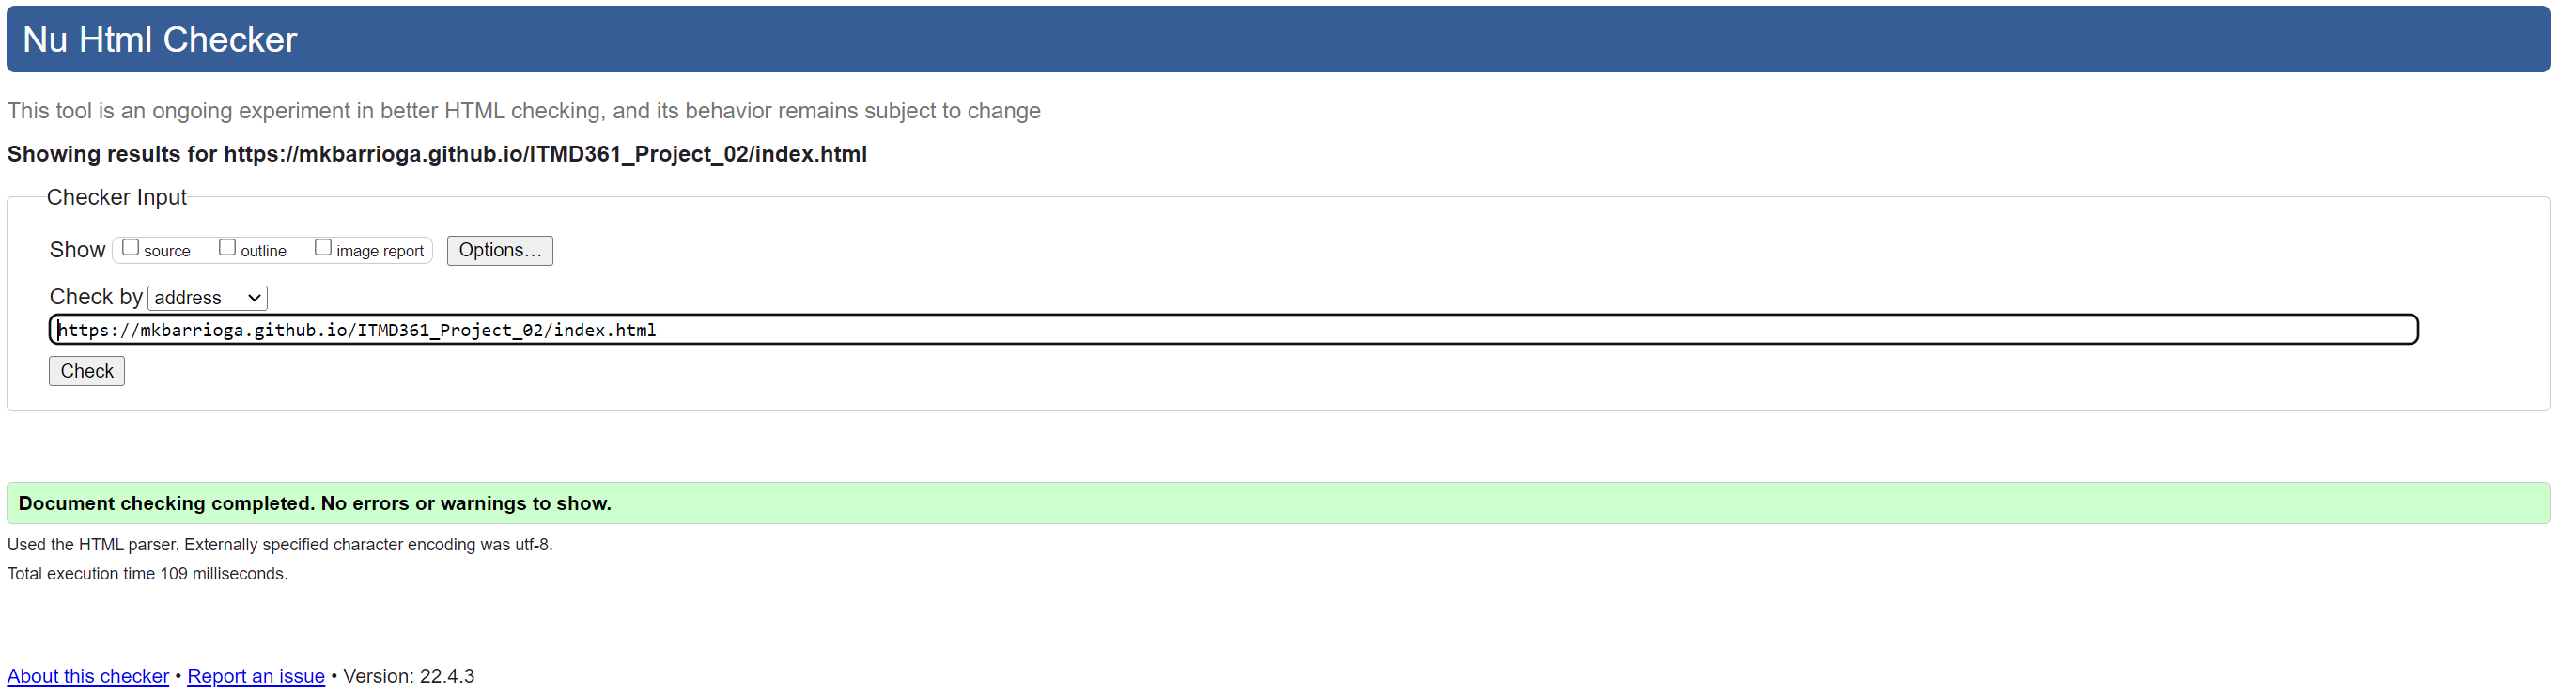 Nu Html Checker
This tool is an ongoing experiment in better HTML checking, and its behavior remains subject to change
Showing results for https://mkbarrioga.github.io/ITMD361_Project_02/index.html
Checker Input
Show source outline image report Options…
Check by address
https://mkbarrioga.github.io/ITMD361_Project_02/index.html
Check
Document checking completed. No errors or warnings to show.
Used the HTML parser. Externally specified character encoding was utf-8.
Total execution time 109 milliseconds.
About this checker • Report an issue • Version: 22.4.3